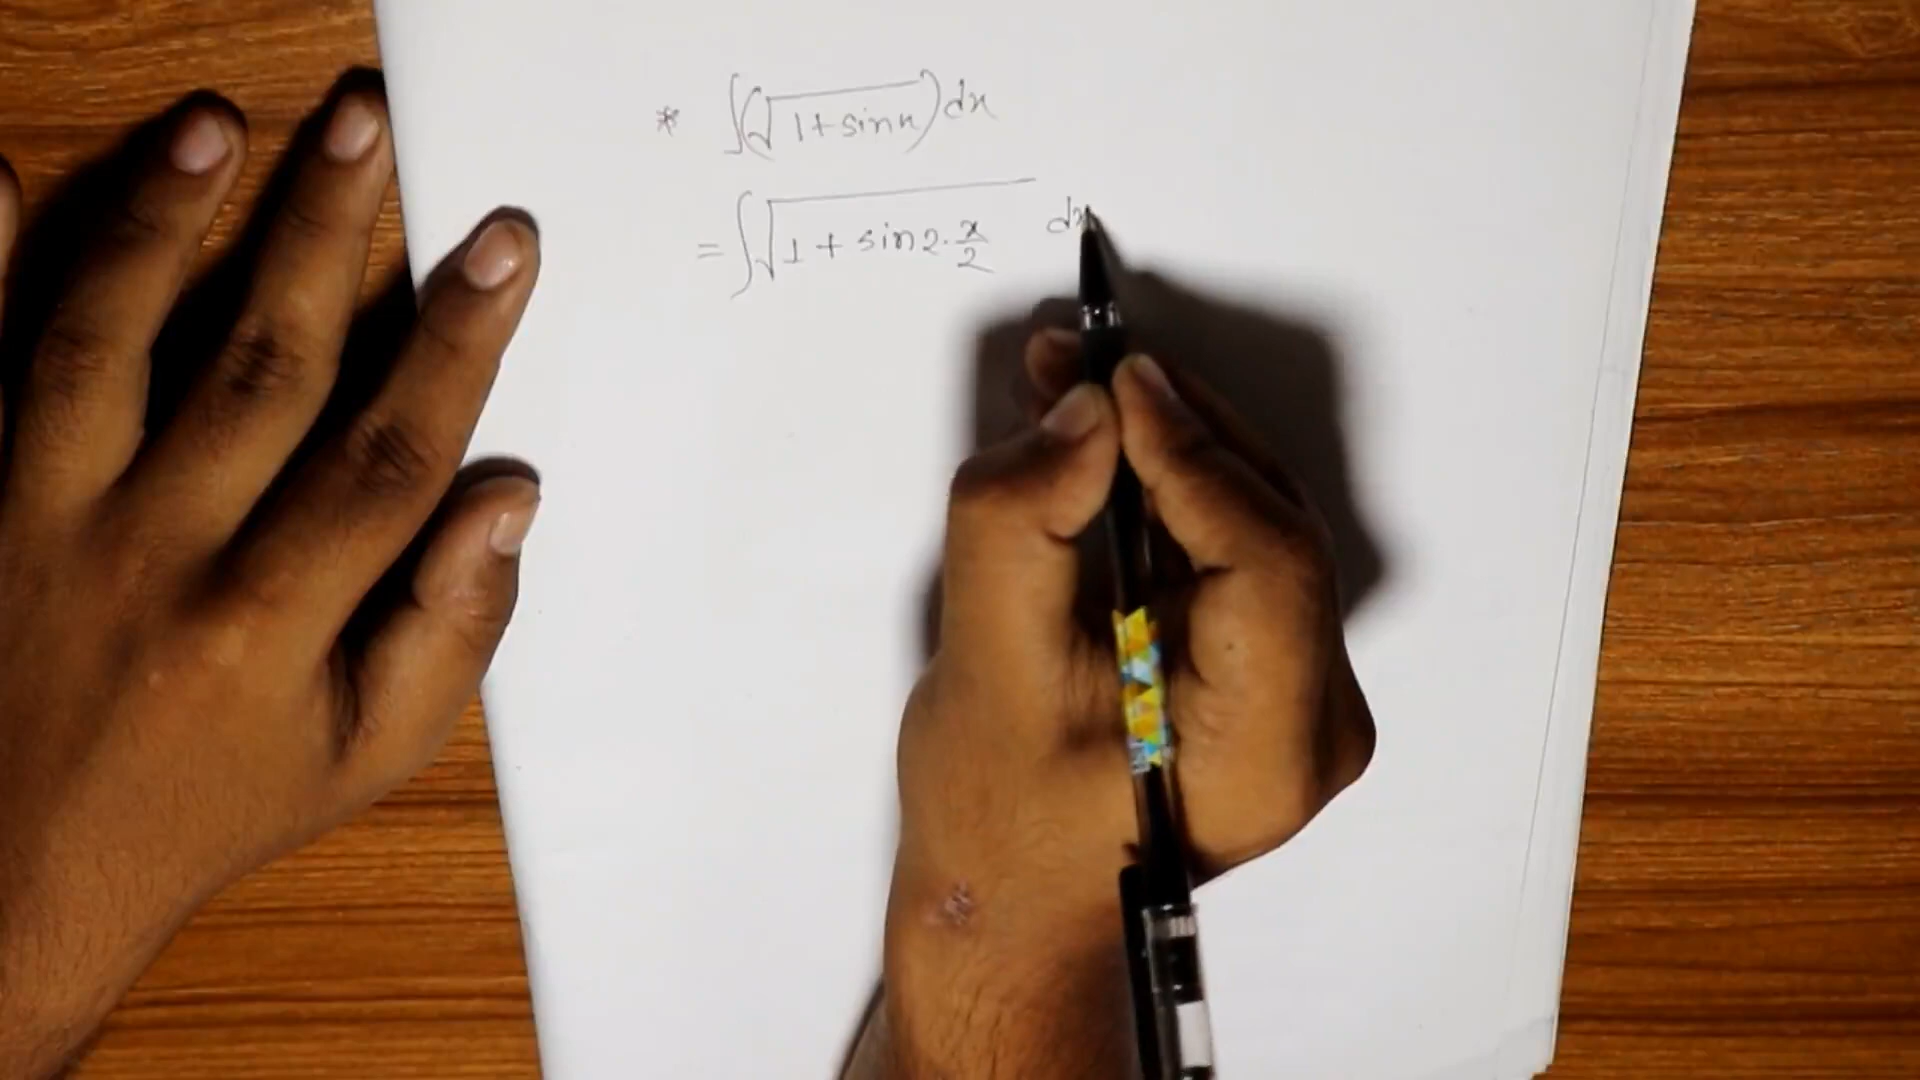 * ∫(√1+sinx)dx
= ∫√1 + sin2·x/2 dx